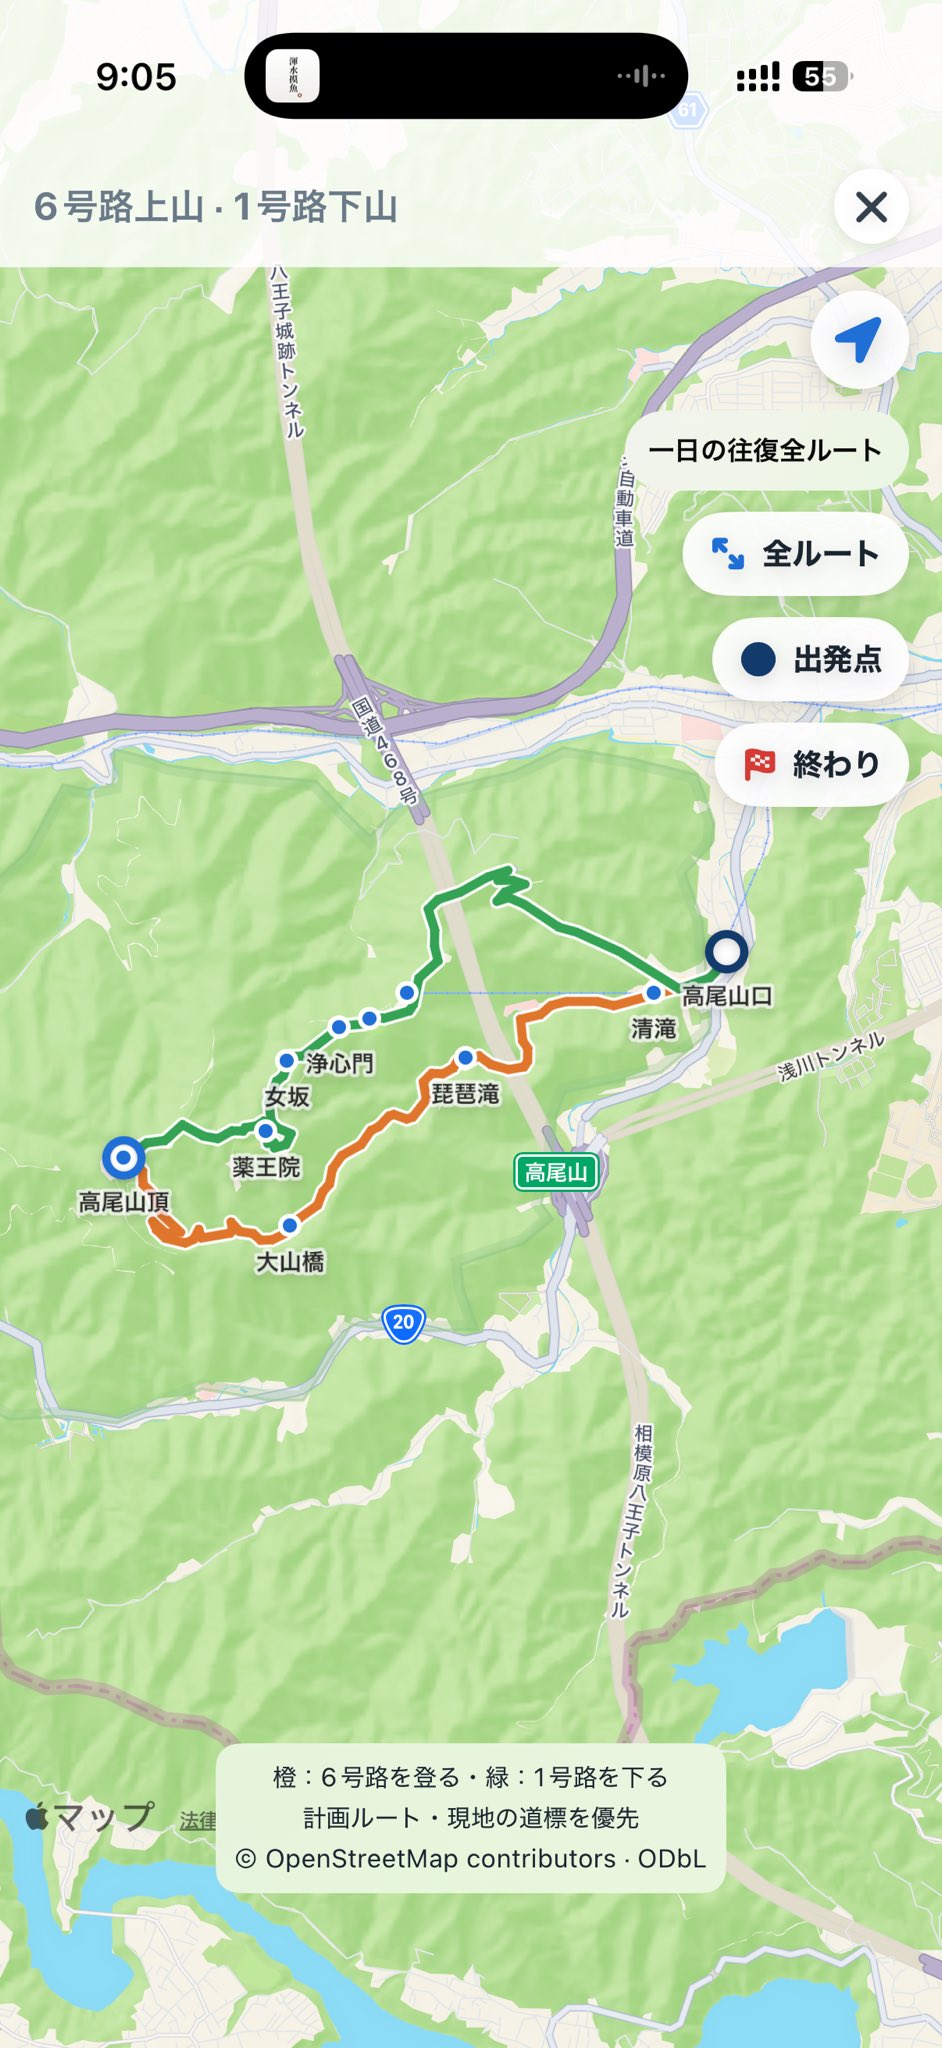 9:05
渾水摸魚。
55
61
6号路上山・1号路下山
八王子城跡トンネル
自動車道
一日の往復全ルート
全ルート
出発点
終わり
国道468号
高尾山口
清滝
浄心門
女坂
琵琶滝
薬王院
高尾山頂
大山橋
浅川トンネル
高尾山
20
相模原八王子トンネル
橙：6号路を登る・緑：1号路を下る
計画ルート・現地の道標を優先
© OpenStreetMap contributors · ODbL
マップ
法律